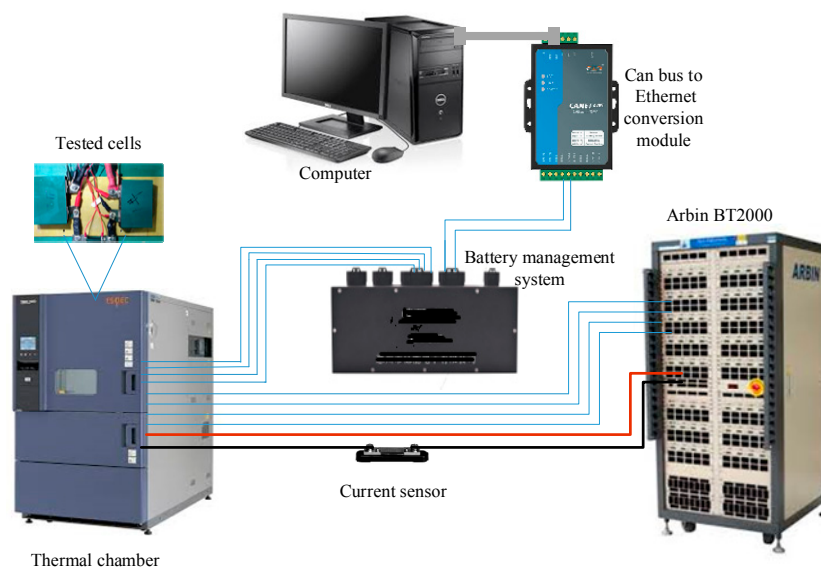 Can bus to
Ethernet
conversion
module
Tested cells
Computer
Arbin BT2000
Battery management
system
espec
ARBIN
Current sensor
Thermal chamber